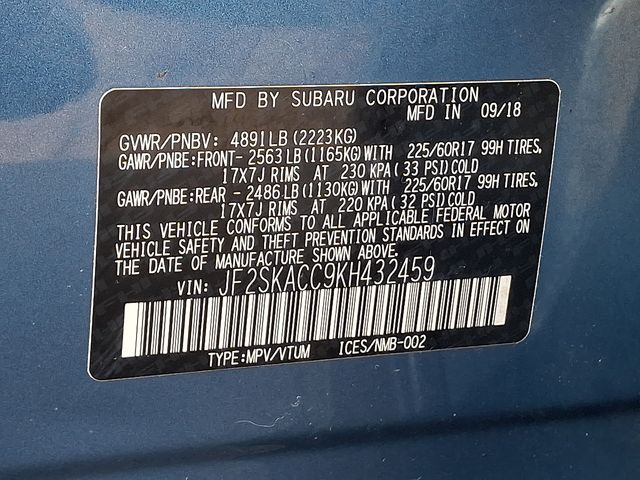 MFD BY SUBARU CORPORATION
MFD IN 09/18
GVWR/PNBV: 4891LB(2223KG)
GAWR/PNBE:FRONT- 2563LB(1165KG)WITH 225/60R17 99H TIRES,
17X7J RIMS AT 230 KPA(33 PSI)COLD
GAWR/PNBE:REAR - 2486LB(1130KG)WITH 225/60R17 99H TIRES,
17X7J RIMS AT 220 KPA(32 PSI)COLD
THIS VEHICLE CONFORMS TO ALL APPLICABLE FEDERAL MOTOR
VEHICLE SAFETY AND THEFT PREVENTION STANDARDS IN EFFECT ON
THE DATE OF MANUFACTURE SHOWN ABOVE.
VIN: JF2SKACC9KH432459
TYPE:MPV/VTUM ICES/NMB-002